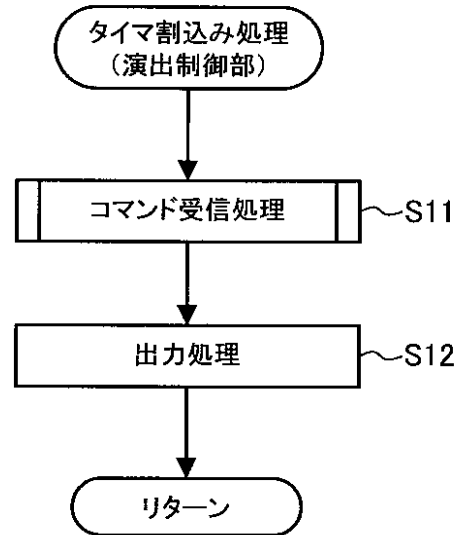 タイマ割込み処理
(演出制御部)
コマンド受信処理
S11
出力処理
S12
リターン